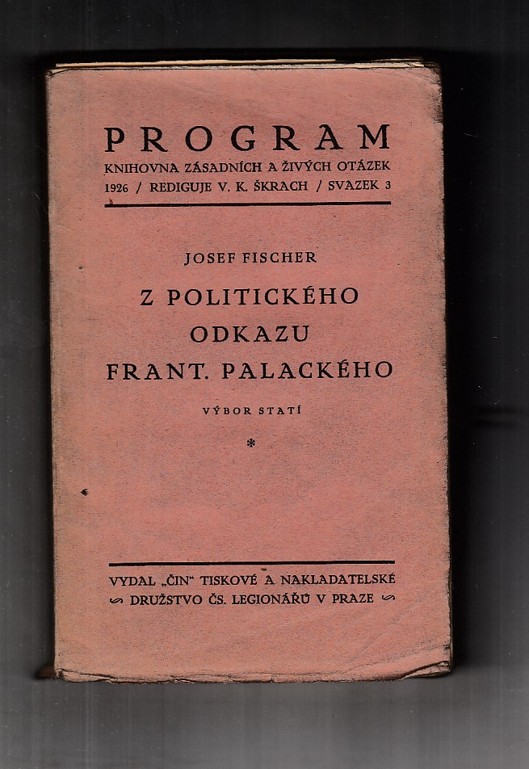 PROGRAM
KNIHOVNA ZÁSADNÍCH A ŽIVÝCH OTÁZEK
1926 / REDIGUJE V. K. ŠKRACH / SVAZEK 3
JOSEF FISCHER
Z POLITICKÉHO
ODKAZU
FRANT. PALACKÉHO
VÝBOR STATÍ
*
VYDAL „ČIN“ TISKOVÉ A NAKLADATELSKÉ
DRUŽSTVO ČS. LEGIONÁŘŮ V PRAZE